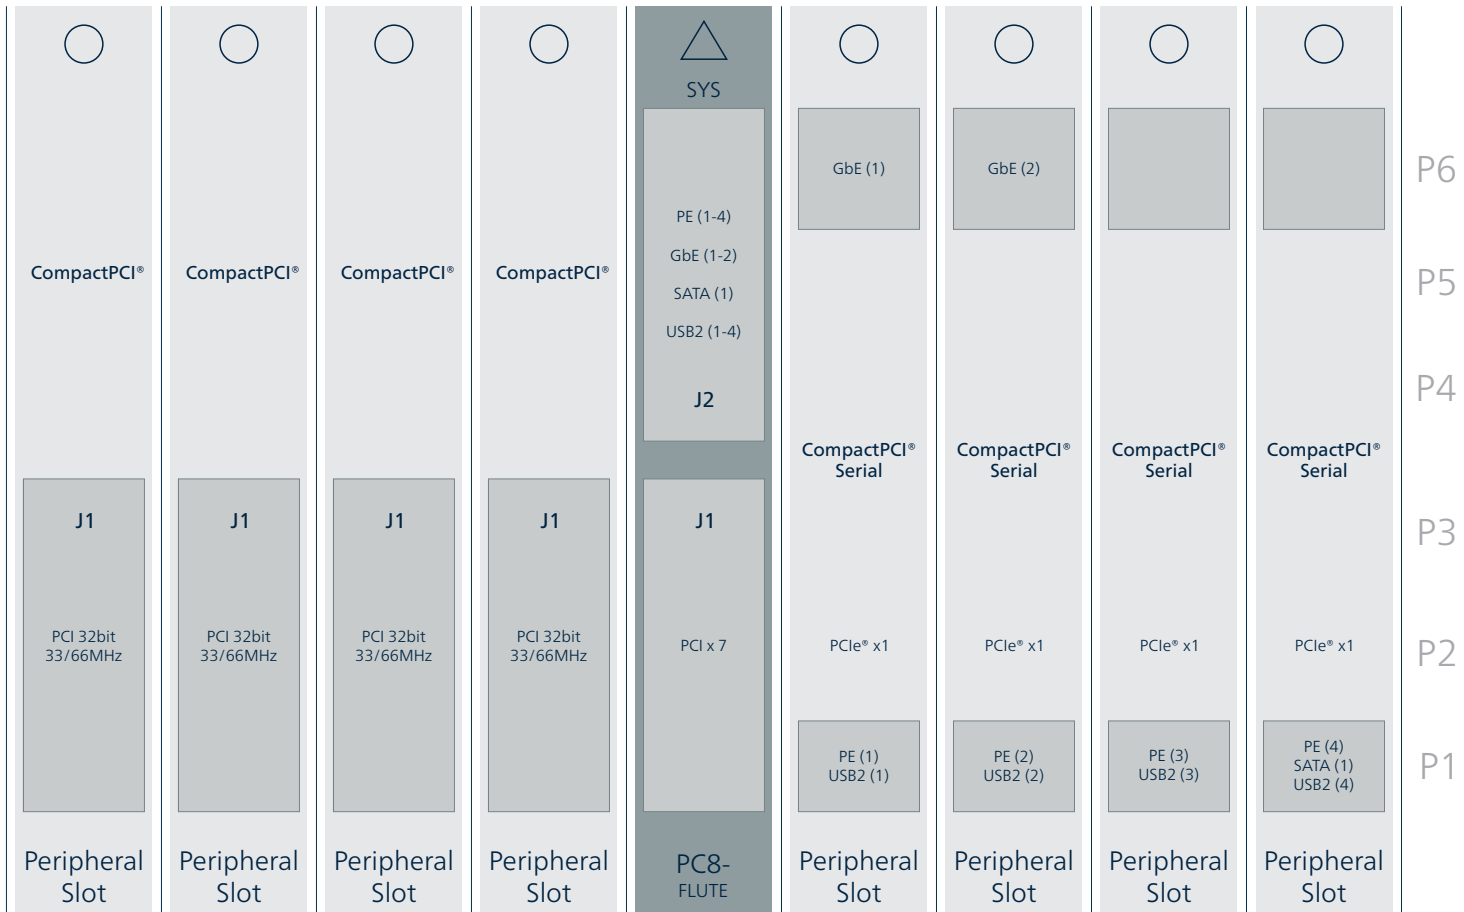 SYS
GbE (1)
GbE (2)
P6
PE (1-4)
GbE (1-2)
SATA (1)
USB2 (1-4)
CompactPCI®
CompactPCI®
CompactPCI®
CompactPCI®
P5
J2
P4
CompactPCI®
Serial
CompactPCI®
Serial
CompactPCI®
Serial
CompactPCI®
Serial
J1
J1
J1
J1
J1
P3
PCI 32bit
33/66MHz
PCI 32bit
33/66MHz
PCI 32bit
33/66MHz
PCI 32bit
33/66MHz
PCI x 7
PCIe® x1
PCIe® x1
PCIe® x1
PCIe® x1
P2
PE (1)
USB2 (1)
PE (2)
USB2 (2)
PE (3)
USB2 (3)
PE (4)
SATA (1)
USB2 (4)
P1
Peripheral
Slot
Peripheral
Slot
Peripheral
Slot
Peripheral
Slot
PC8-
FLUTE
Peripheral
Slot
Peripheral
Slot
Peripheral
Slot
Peripheral
Slot